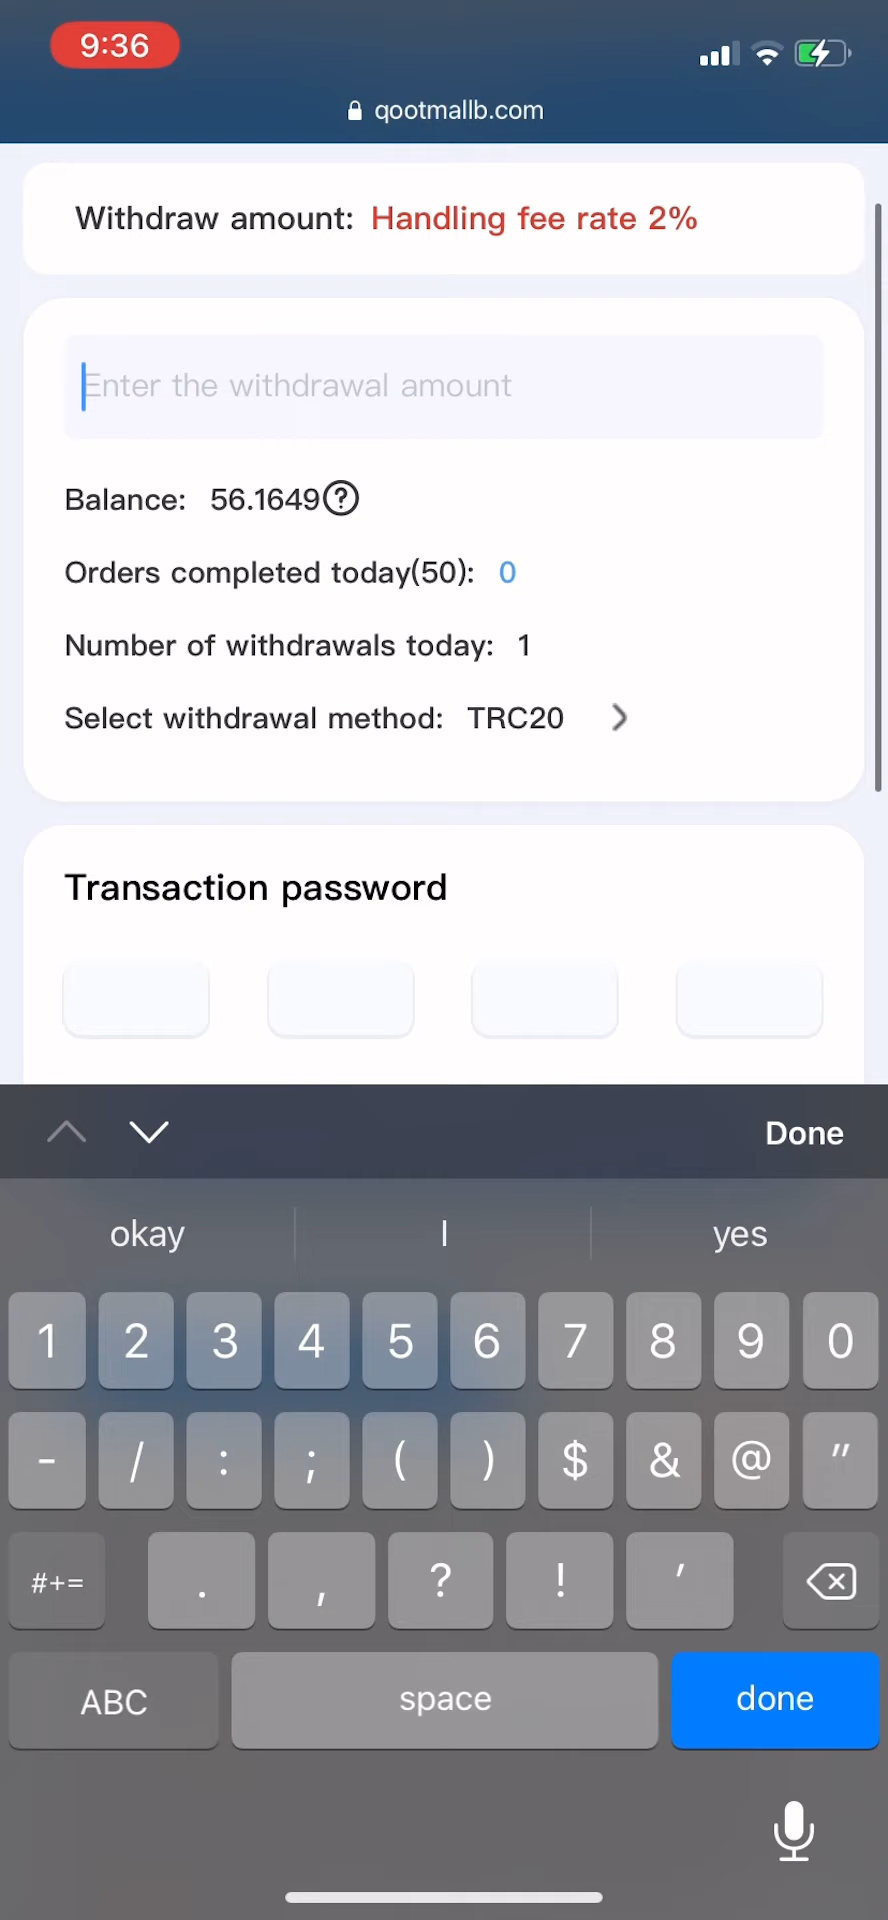 9:36
qootmallb.com
Withdraw amount: Handling fee rate 2%
Enter the withdrawal amount
Balance: 56.1649?
Orders completed today(50): 0
Number of withdrawals today: 1
Select withdrawal method: TRC20 >
Transaction password
Done
okay I yes
1 2 3 4 5 6 7 8 9 0
- / : ; ( ) $ & @ "
#+= . , ? ! '
ABC space done